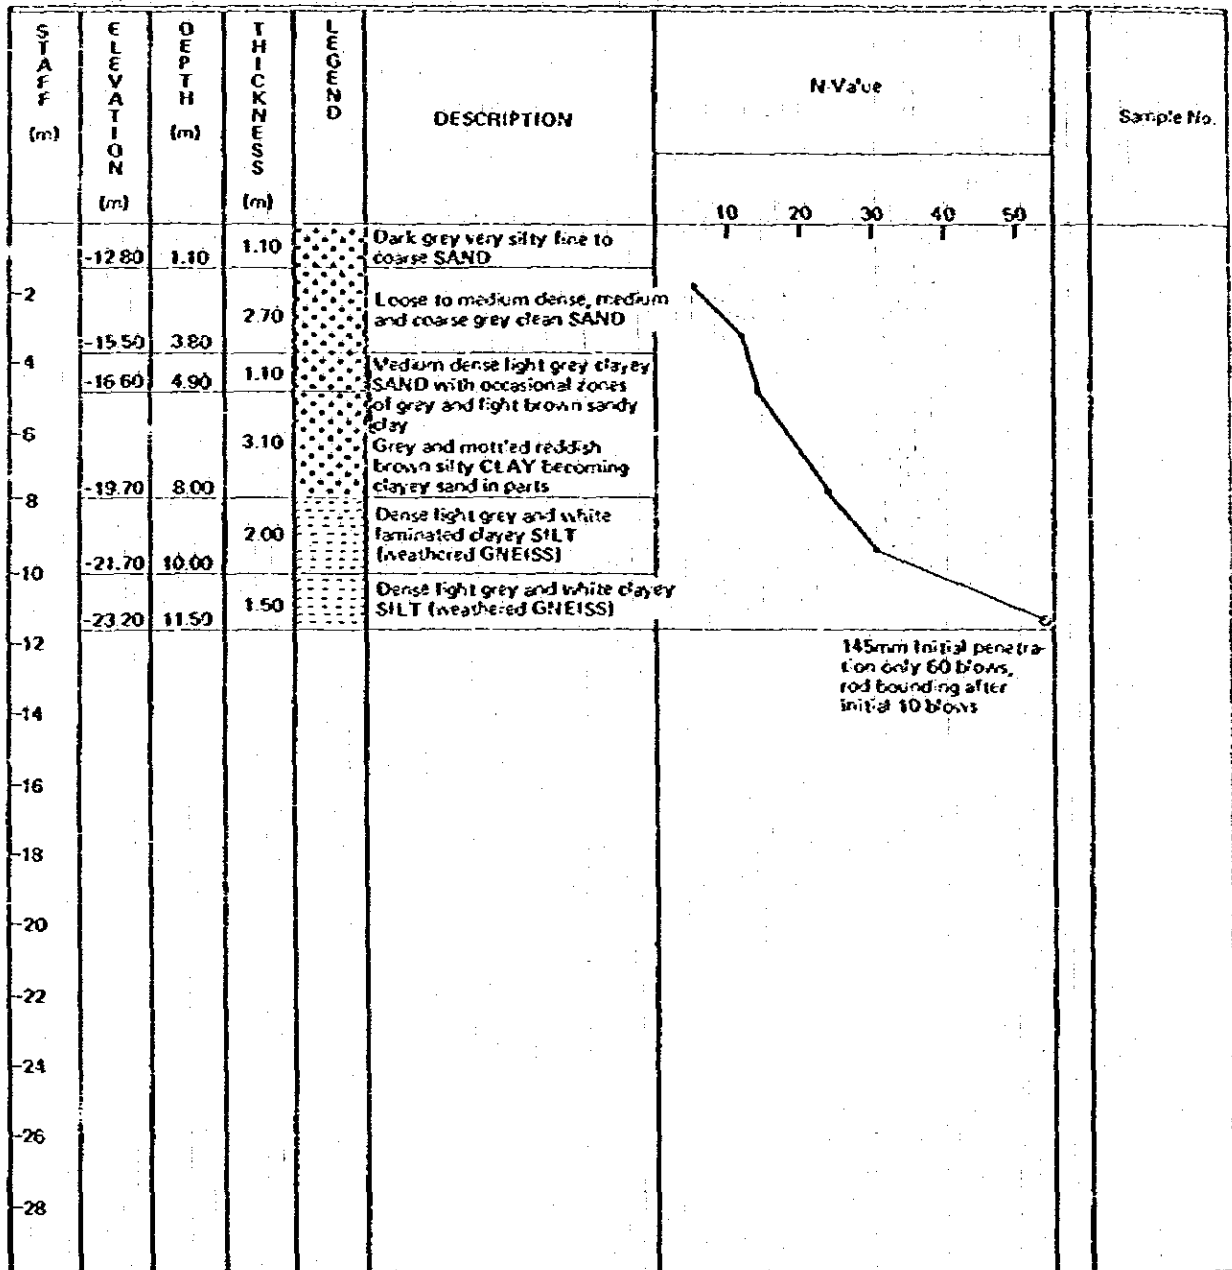 STAFF (m)
ELEVATION (m)
DEPTH (m)
THICKNESS (m)
LEGEND
DESCRIPTION
N-Value
Sample No.
10 20 30 40 50
-12.80 1.10 1.10
Dark grey very silty fine to
coarse SAND
-2
-15.50 3.80 2.70
Loose to medium dense, medium
and coarse grey clean SAND
-4
-16.60 4.90 1.10
Medium dense light grey clayey
SAND with occasional zones
of grey and light brown sandy
clay
-6
-19.70 8.00 3.10
Grey and mottled reddish
brown silty CLAY becoming
clayey sand in parts
-8
-21.70 10.00 2.00
Dense light grey and white
laminated clayey SILT
(weathered GNEISS)
-10
-23.20 11.50 1.50
Dense light grey and white clayey
SILT (weathered GNEISS)
-12
145mm Initial penetra-
tion only 60 blows,
rod bounding after
initial 10 blows
-14
-16
-18
-20
-22
-24
-26
-28